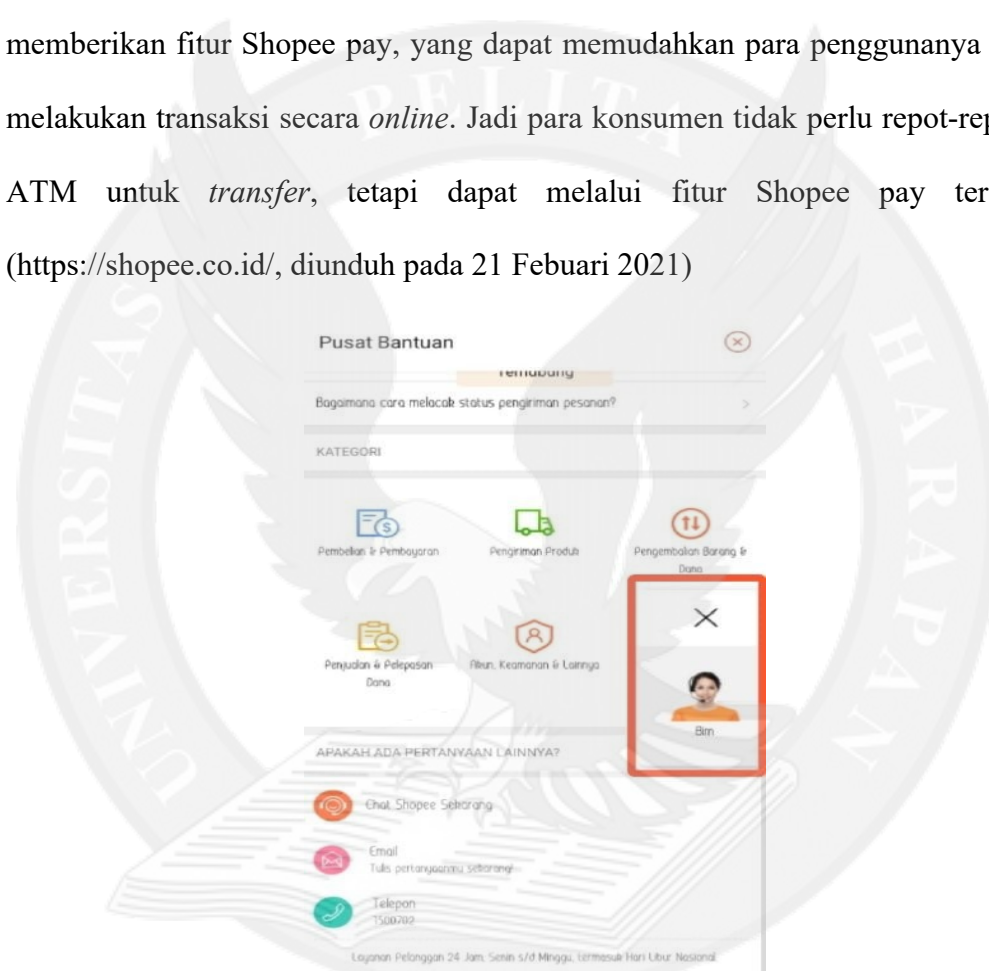 memberikan fitur Shopee pay, yang dapat memudahkan para penggunanya
melakukan transaksi secara online. Jadi para konsumen tidak perlu repot-rep
ATM untuk transfer, tetapi dapat melalui fitur Shopee pay ter
(https://shopee.co.id/, diunduh pada 21 Febuari 2021)
Pusat Bantuan
Bagaimana cara melacak status pengiriman pesanan?
KATEGORI
Pembelian & Pembayaran
Pengiriman Produk
Pengembalian Barang &
Dana
Penjualan & Pelepasan
Dana
Akun, Keamanan & Lainnya
APAKAH ADA PERTANYAAN LAINNYA?
Chat Shopee Sekarang
Email
Tulis pertanyaanmu sekarang!
Telepon
1500702
Layanan Pelanggan 24 Jam, Senin s/d Minggu, termasuk Hari Libur Nasional
UNIVERSITAS PELITA HARAPAN